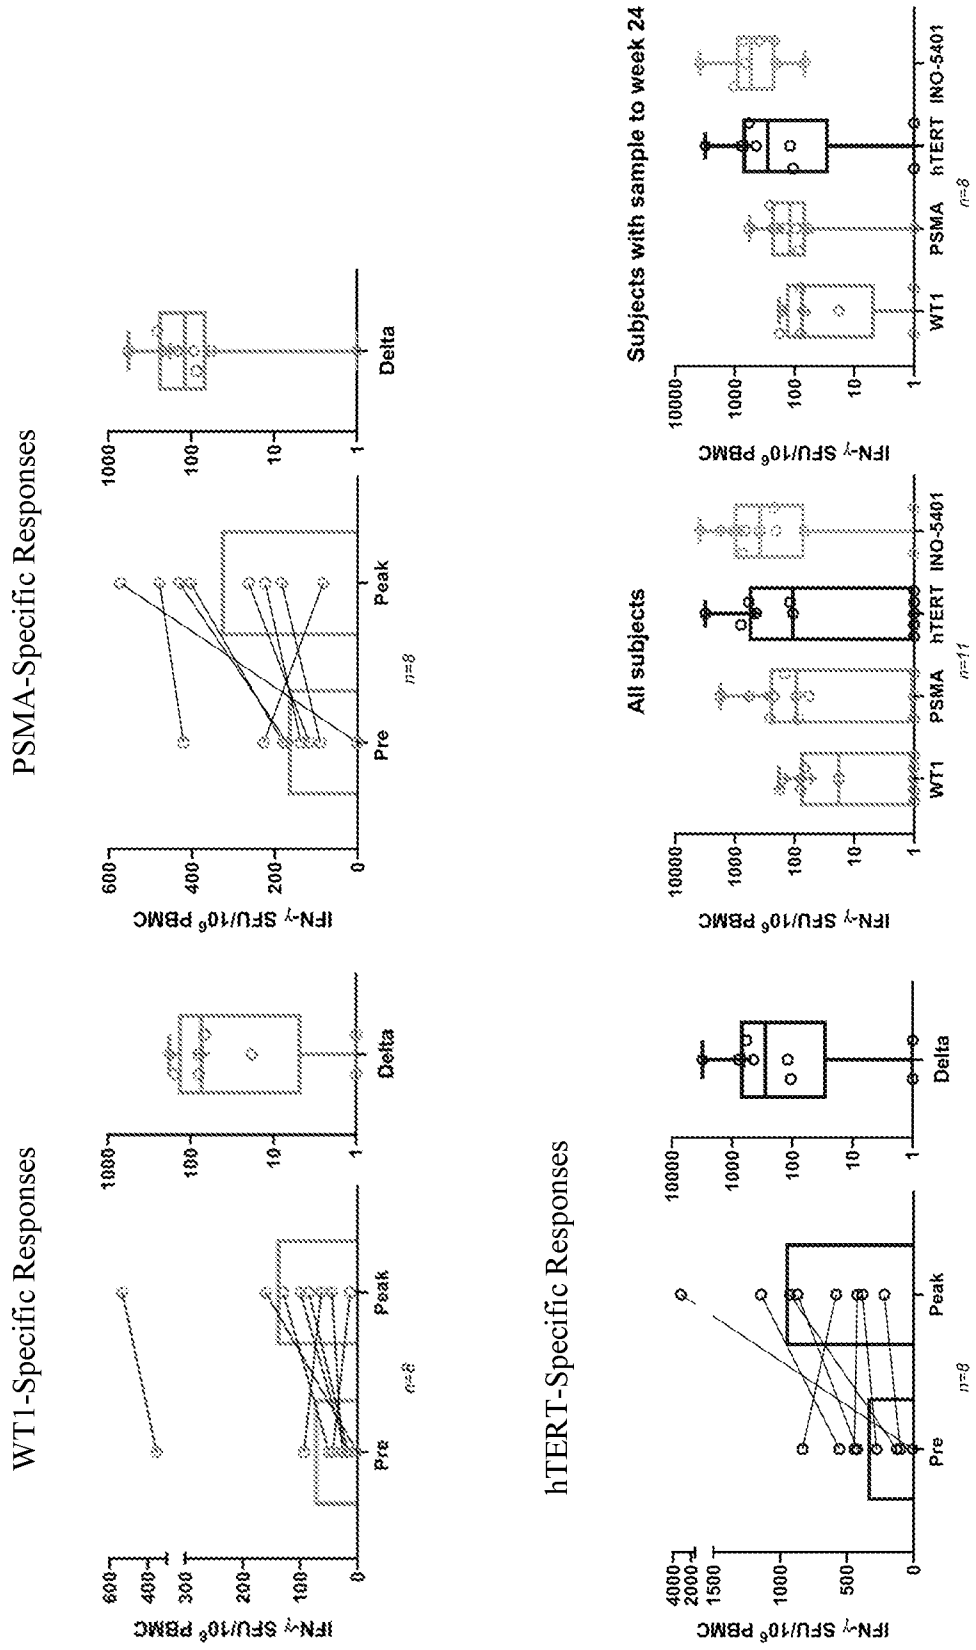 WT1-Specific Responses
IFN-γ SFU/10⁶ PBMC
600
400
300
200
100
0
Pre
Peak
n=8
1000
100
10
1
Delta
PSMA-Specific Responses
IFN-γ SFU/10⁶ PBMC
600
400
200
0
Pre
Peak
n=8
1000
100
10
1
Delta
hTERT-Specific Responses
IFN-γ SFU/10⁶ PBMC
4000
2000
1500
1000
500
0
Pre
Peak
n=8
10000
1000
100
10
1
Delta
All subjects
IFN-γ SFU/10⁶ PBMC
10000
1000
100
10
1
WT1 PSMA hTERT INO-5401
n=11
Subjects with sample to week 24
IFN-γ SFU/10⁶ PBMC
10000
1000
100
10
1
WT1 PSMA hTERT INO-5401
n=8